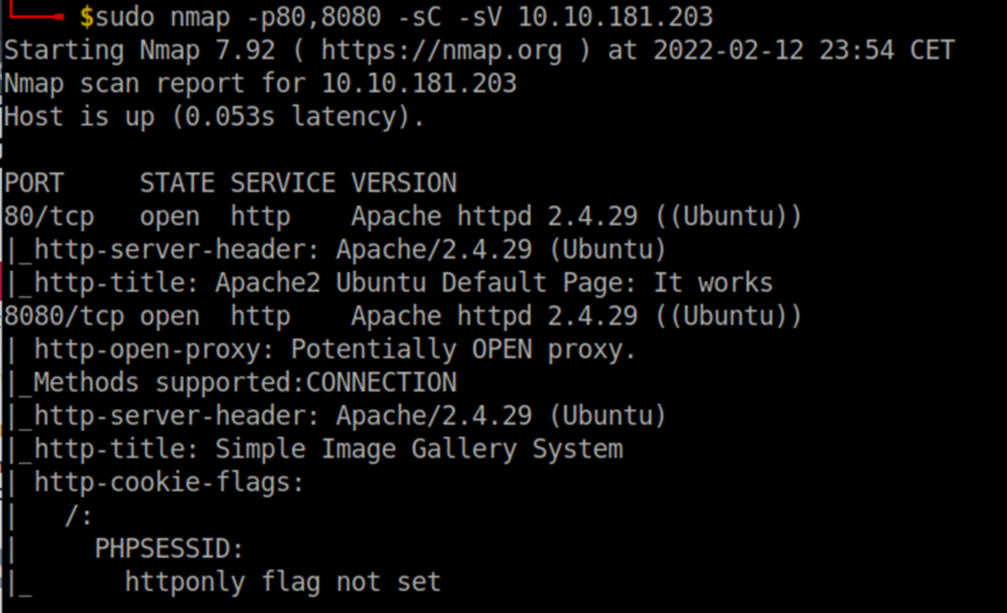 $sudo nmap -p80,8080 -sC -sV 10.10.181.203
Starting Nmap 7.92 ( https://nmap.org ) at 2022-02-12 23:54 CET
Nmap scan report for 10.10.181.203
Host is up (0.053s latency).
PORT     STATE SERVICE VERSION
80/tcp   open  http    Apache httpd 2.4.29 ((Ubuntu))
|_http-server-header: Apache/2.4.29 (Ubuntu)
|_http-title: Apache2 Ubuntu Default Page: It works
8080/tcp open  http    Apache httpd 2.4.29 ((Ubuntu))
| http-open-proxy: Potentially OPEN proxy.
|_Methods supported:CONNECTION
|_http-server-header: Apache/2.4.29 (Ubuntu)
|_http-title: Simple Image Gallery System
| http-cookie-flags:
|   /:
|     PHPSESSID:
|_      httponly flag not set